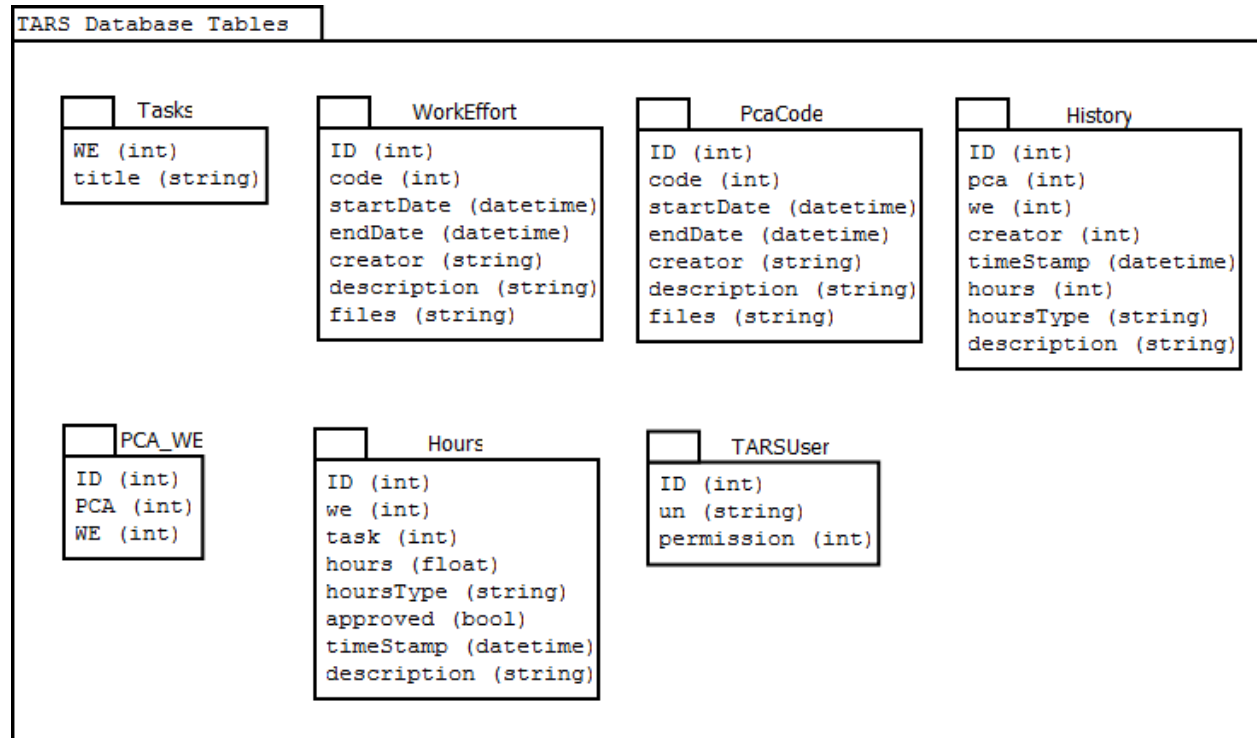 TARS Database Tables
Tasks
WE (int)
title (string)
WorkEffort
ID (int)
code (int)
startDate (datetime)
endDate (datetime)
creator (string)
description (string)
files (string)
PcaCode
ID (int)
code (int)
startDate (datetime)
endDate (datetime)
creator (string)
description (string)
files (string)
History
ID (int)
pca (int)
we (int)
creator (int)
timeStamp (datetime)
hours (int)
hoursType (string)
description (string)
PCA_WE
ID (int)
PCA (int)
WE (int)
Hours
ID (int)
we (int)
task (int)
hours (float)
hoursType (string)
approved (bool)
timeStamp (datetime)
description (string)
TARSUser
ID (int)
un (string)
permission (int)